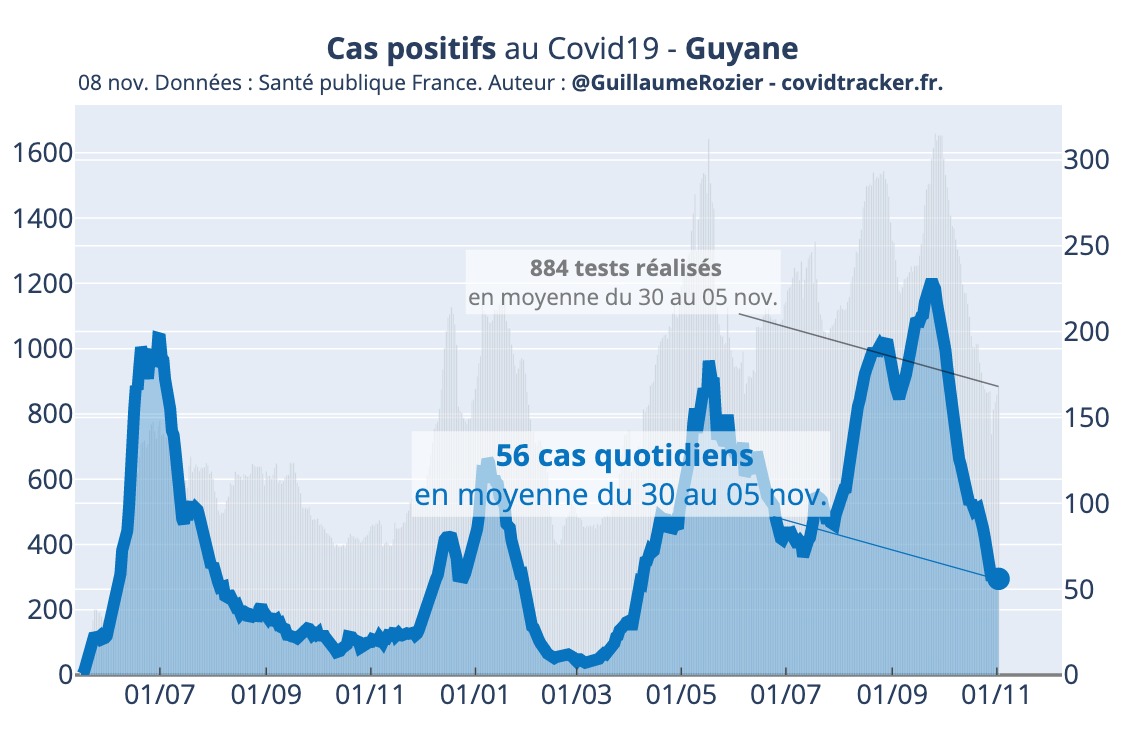 Cas positifs au Covid19 - Guyane
08 nov. Données : Santé publique France. Auteur : @GuillaumeRozier - covidtracker.fr.
1600
1400
1200
1000
800
600
400
200
0
300
250
200
150
100
50
0
884 tests réalisés
en moyenne du 30 au 05 nov.
56 cas quotidiens
en moyenne du 30 au 05 nov.
01/07 01/09 01/11 01/01 01/03 01/05 01/07 01/09 01/11